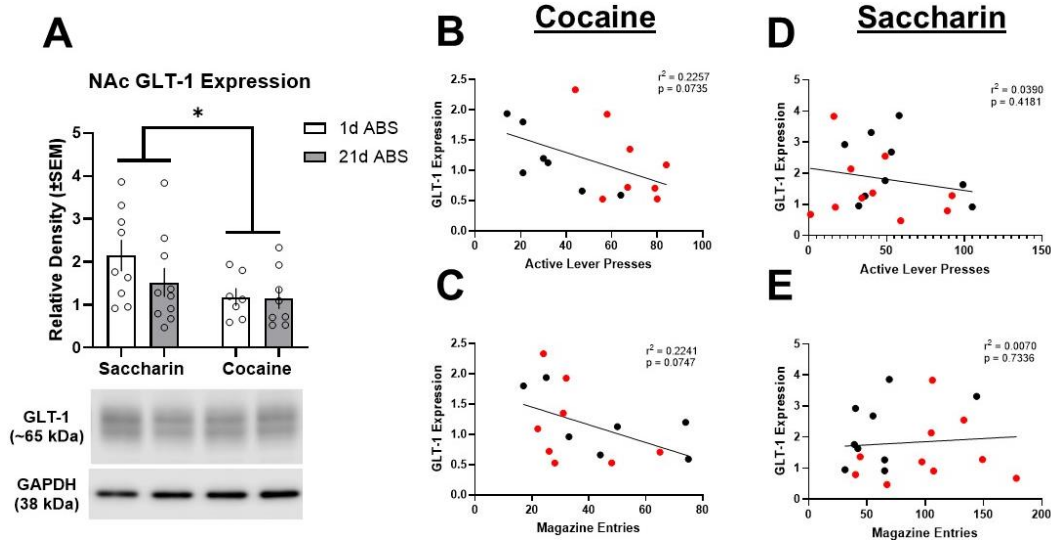 A
NAc GLT-1 Expression
*
1d ABS
21d ABS
Relative Density (±SEM)
5
4
3
2
1
0
Saccharin
Cocaine
GLT-1
(~65 kDa)
GAPDH
(38 kDa)
Cocaine
B
r² = 0.2257
p = 0.0735
GLT-1 Expression
2.5
2.0
1.5
1.0
0.5
0.0
0 20 40 60 80 100
Active Lever Presses
C
r² = 0.2241
p = 0.0747
GLT-1 Expression
2.5
2.0
1.5
1.0
0.5
0.0
0 20 40 60 80
Magazine Entries
Saccharin
D
r² = 0.0390
p = 0.4181
GLT-1 Expression
5
4
3
2
1
0
0 50 100 150
Active Lever Presses
E
r² = 0.0070
p = 0.7336
GLT-1 Expression
5
4
3
2
1
0
0 50 100 150 200
Magazine Entries